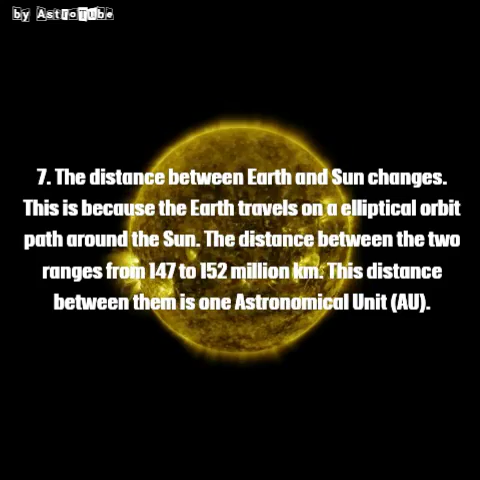 by AstroTube
7. The distance between Earth and Sun changes.
This is because the Earth travels on a elliptical orbit
path around the Sun. The distance between the two
ranges from 147 to 152 million km. This distance
between them is one Astronomical Unit (AU).